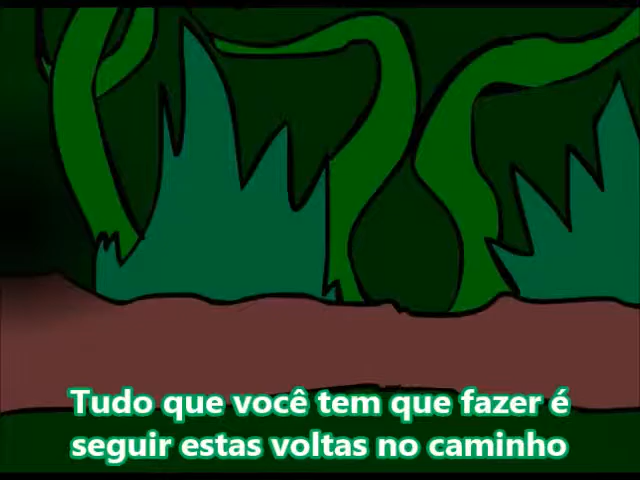 Tudo que você tem que fazer é
seguir estas voltas no caminho